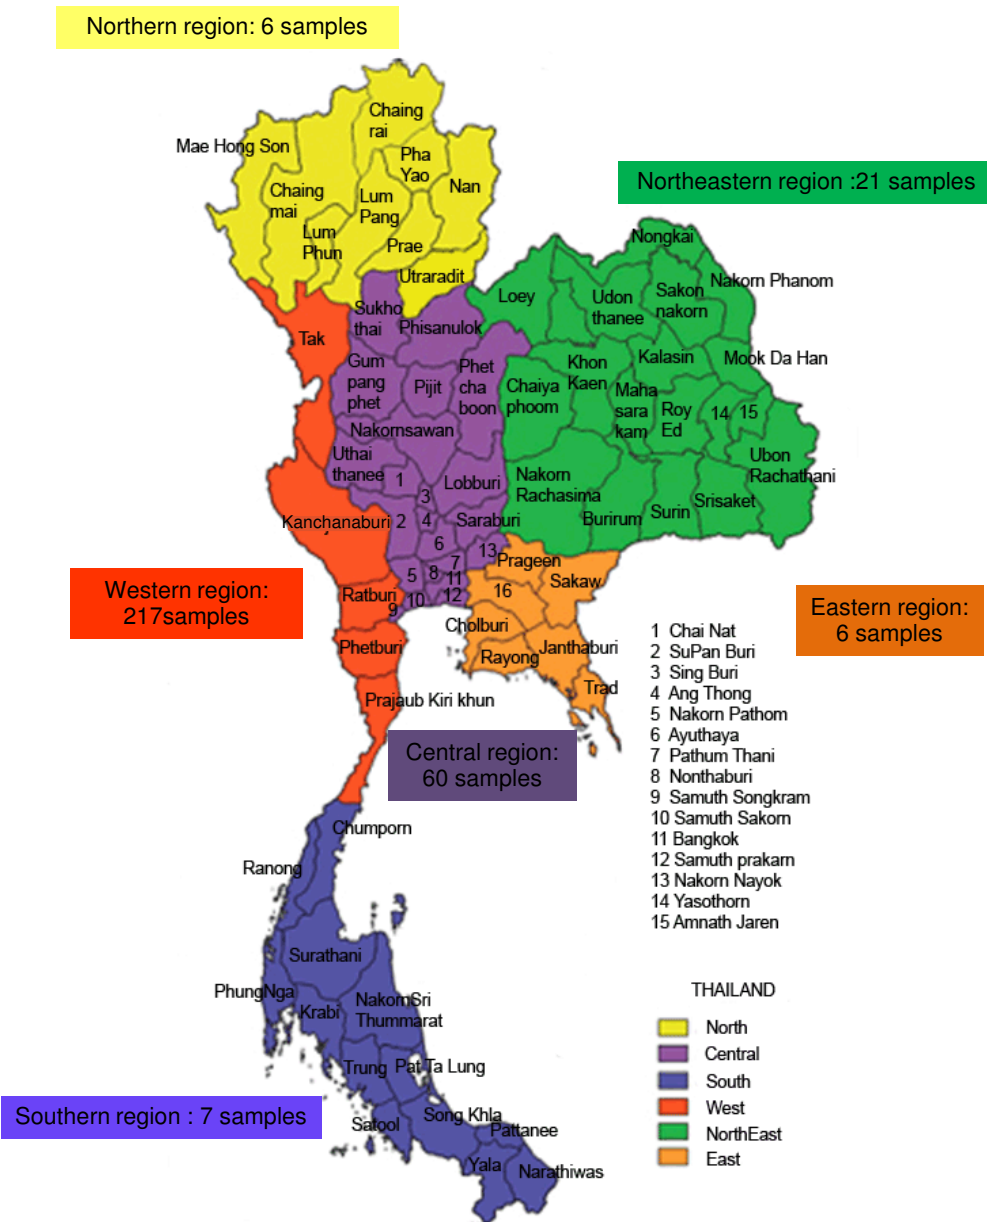 Northern region: 6 samples
Chaing
rai
Mae Hong Son
Pha
Yao
Nan
Chaing
mai
Lum
Pang
Lum
Phun
Prae
Utraradit
Northeastern region :21 samples
Nongkai
Nakorn Phanom
Loey
Udon
thanee
Sakon
nakorn
Sukho
thai
Phisanulok
Tak
Gum
pang
phet
Pijit
Phet
cha
boon
Chaiya
phoom
Khon
Kaen
Kalasin
Mook Da Han
Maha
sara
kam
Roy
Ed
14
15
Nakornsawan
Uthai
thanee
1
3
Lobburi
Nakorn
Rachasima
Ubon
Rachathani
Kanchanaburi
2
4
Saraburi
Burirum
Surin
Srisaket
6
13
Prageen
7
5
8
11
Sakaw
Western region:
217samples
Ratburi
9
10
12
16
Eastern region:
6 samples
Cholburi
Phetburi
Rayong
Janthaburi
Trad
Prajaub Kiri khun
Central region:
60 samples
1 Chai Nat
2 SuPan Buri
3 Sing Buri
4 Ang Thong
5 Nakorn Pathom
6 Ayuthaya
7 Pathum Thani
8 Nonthaburi
9 Samuth Songkram
10 Samuth Sakorn
11 Bangkok
12 Samuth prakarn
13 Nakorn Nayok
14 Yasothorn
15 Amnath Jaren
Chumporn
Ranong
Surathani
PhungNga
Krabi
NakornSri
Thummarat
Trung
Pat Ta Lung
Southern region : 7 samples
Satool
Song Khla
Pattanee
Yala
Narathiwas
THAILAND
North
Central
South
West
NorthEast
East